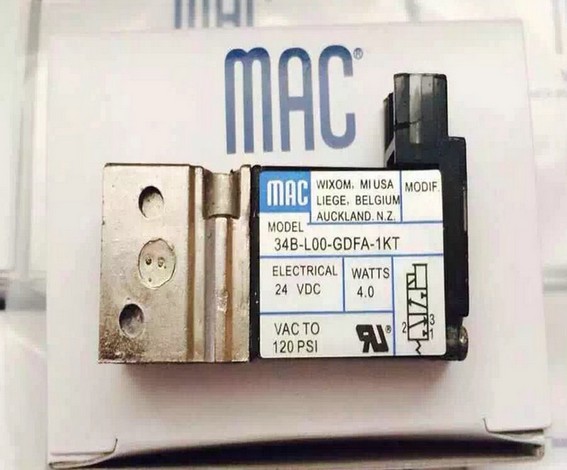 MAC®
MAC
WIXOM, MI USA
LIEGE, BELGIUM
AUCKLAND. N.Z.
MODIF.
MODEL
34B-L00-GDFA-1KT
ELECTRICAL
24 VDC
WATTS
4.0
VAC TO
120 PSI
2
3
1